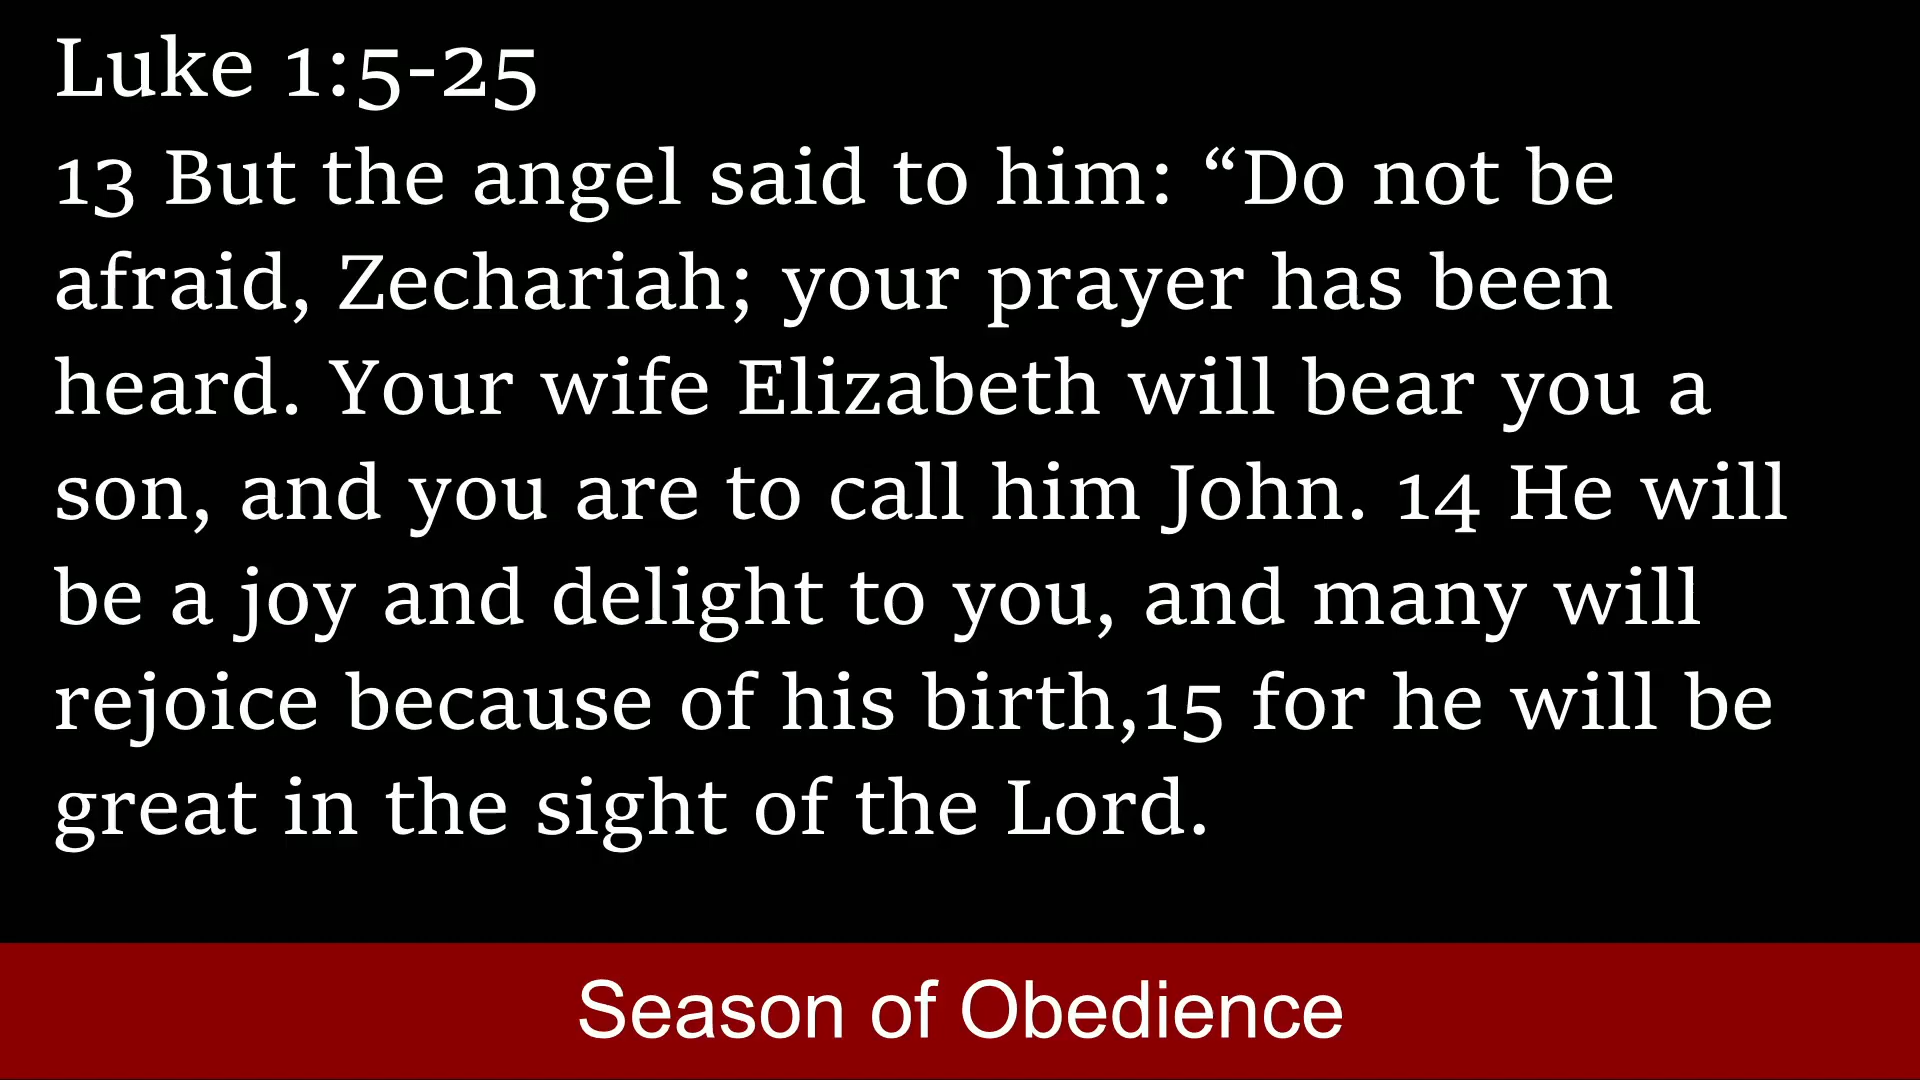 Luke 1:5-25
13 But the angel said to him: “Do not be
afraid, Zechariah; your prayer has been
heard. Your wife Elizabeth will bear you a
son, and you are to call him John. 14 He will
be a joy and delight to you, and many will
rejoice because of his birth,15 for he will be
great in the sight of the Lord.
Season of Obedience